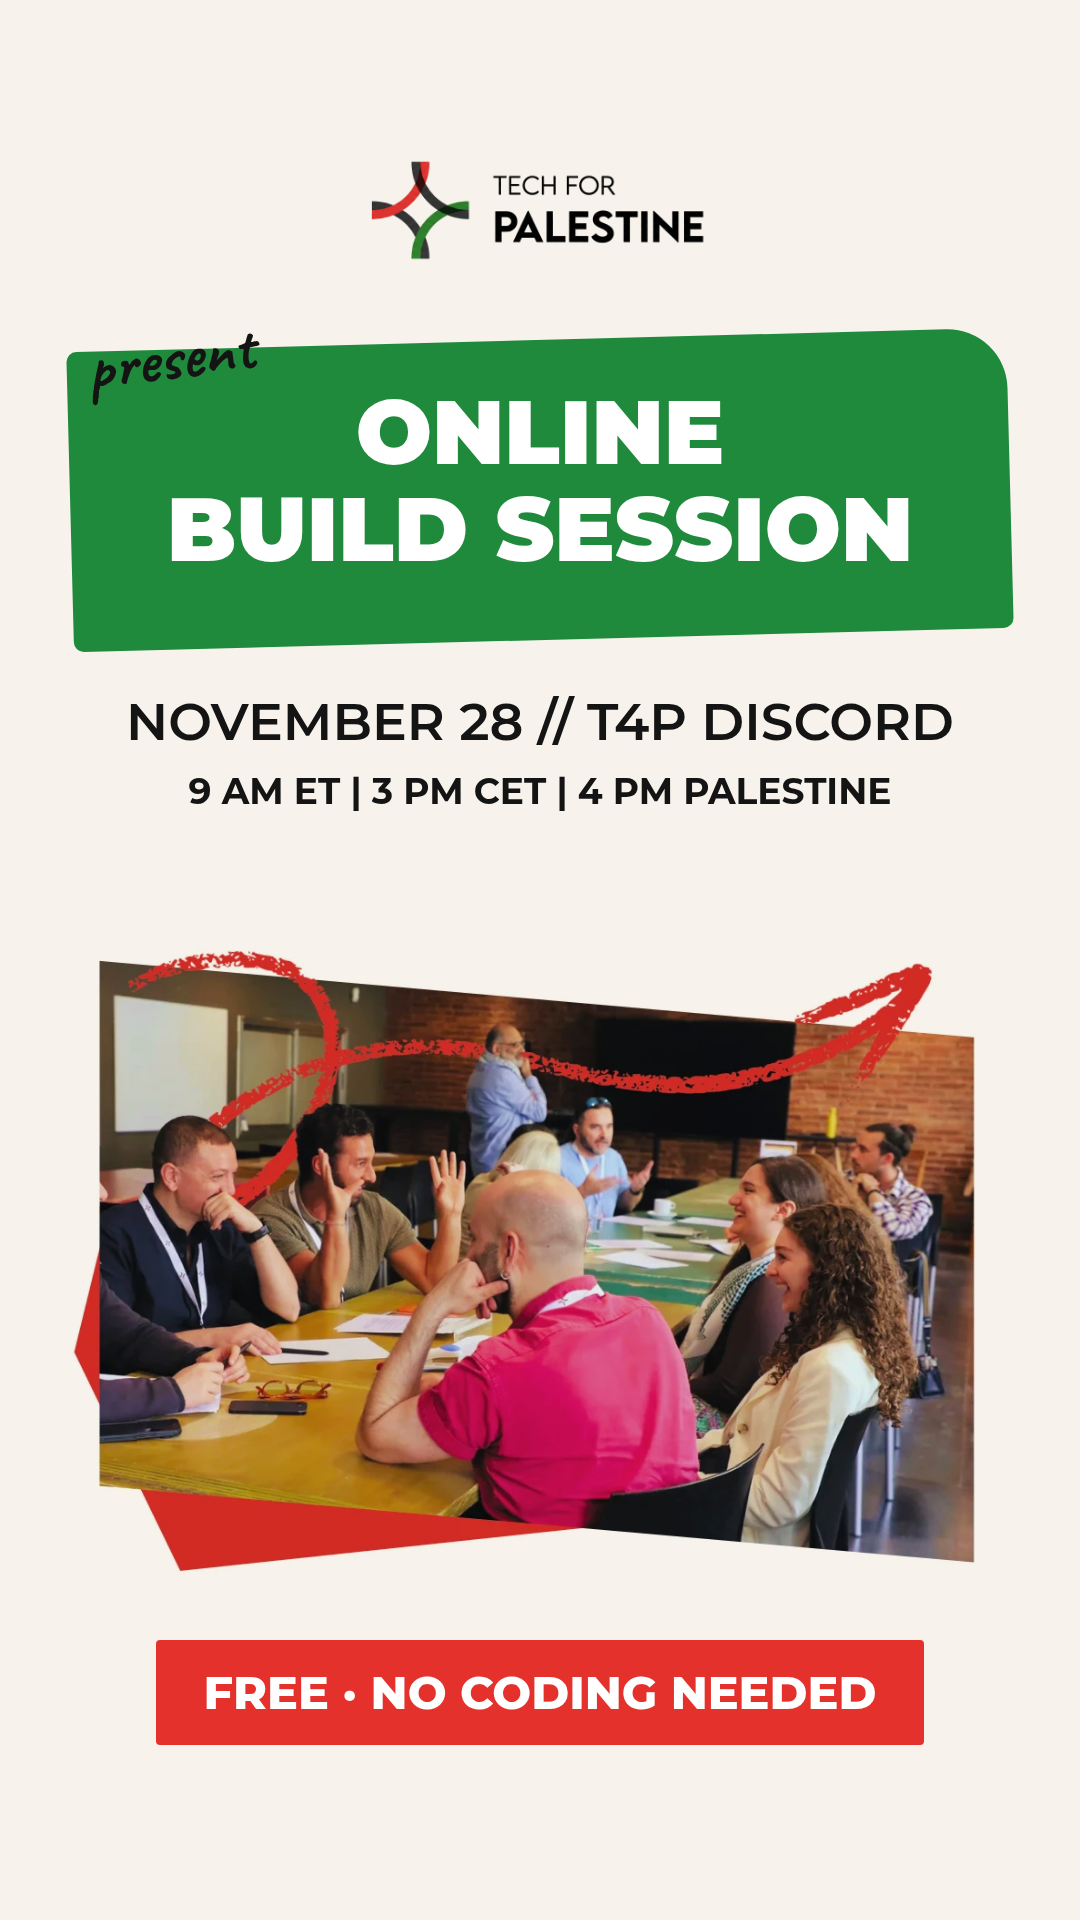 TECH FOR
PALESTINE
present
ONLINE
BUILD SESSION
NOVEMBER 28 // T4P DISCORD
9 AM ET | 3 PM CET | 4 PM PALESTINE
FREE • NO CODING NEEDED